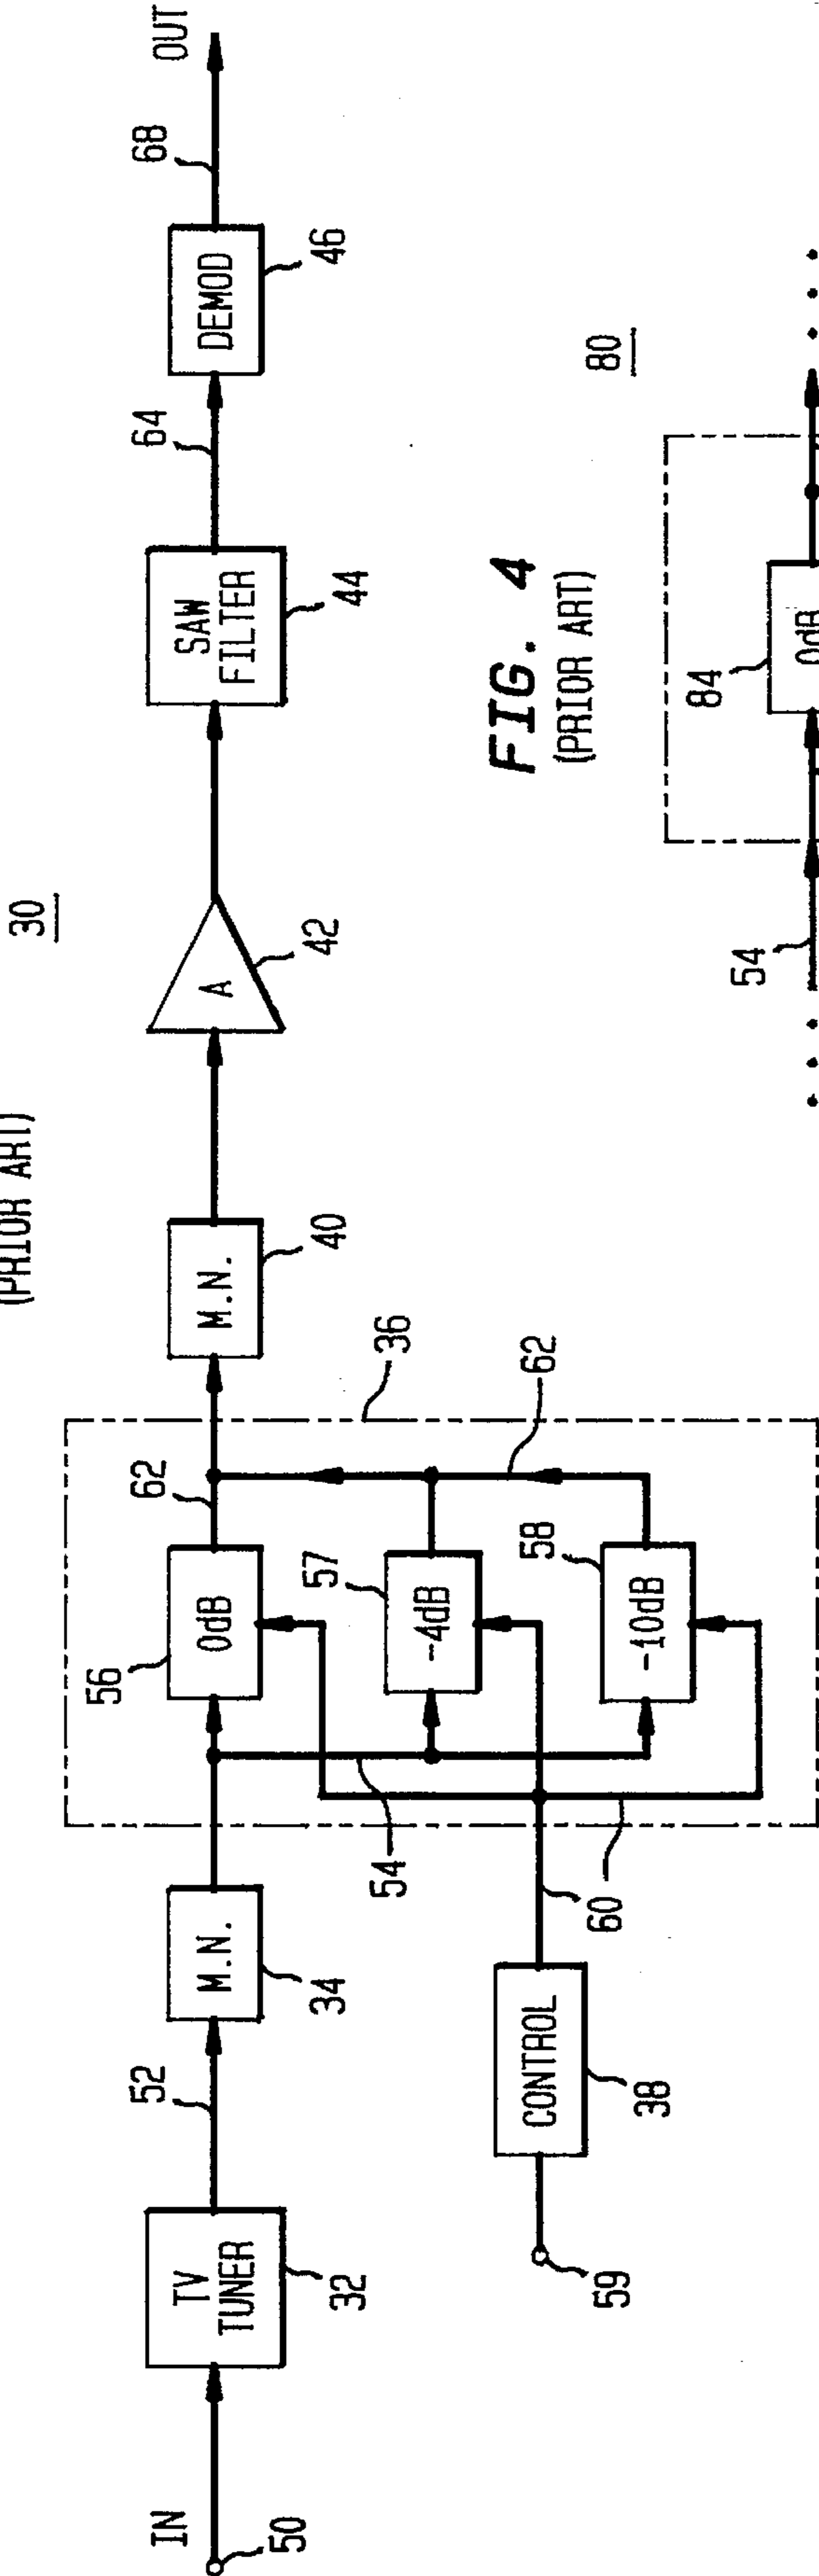 (PRIOR ART)
30
IN
50
TV
TUNER
32
52
M.N.
34
54
56
0dB
62
57
-4dB
58
-10dB
62
36
59
CONTROL
38
60
M.N.
40
A
42
SAW
FILTER
44
64
DEMOD
46
68
OUT
FIG. 4
(PRIOR ART)
80
54
84
0dB